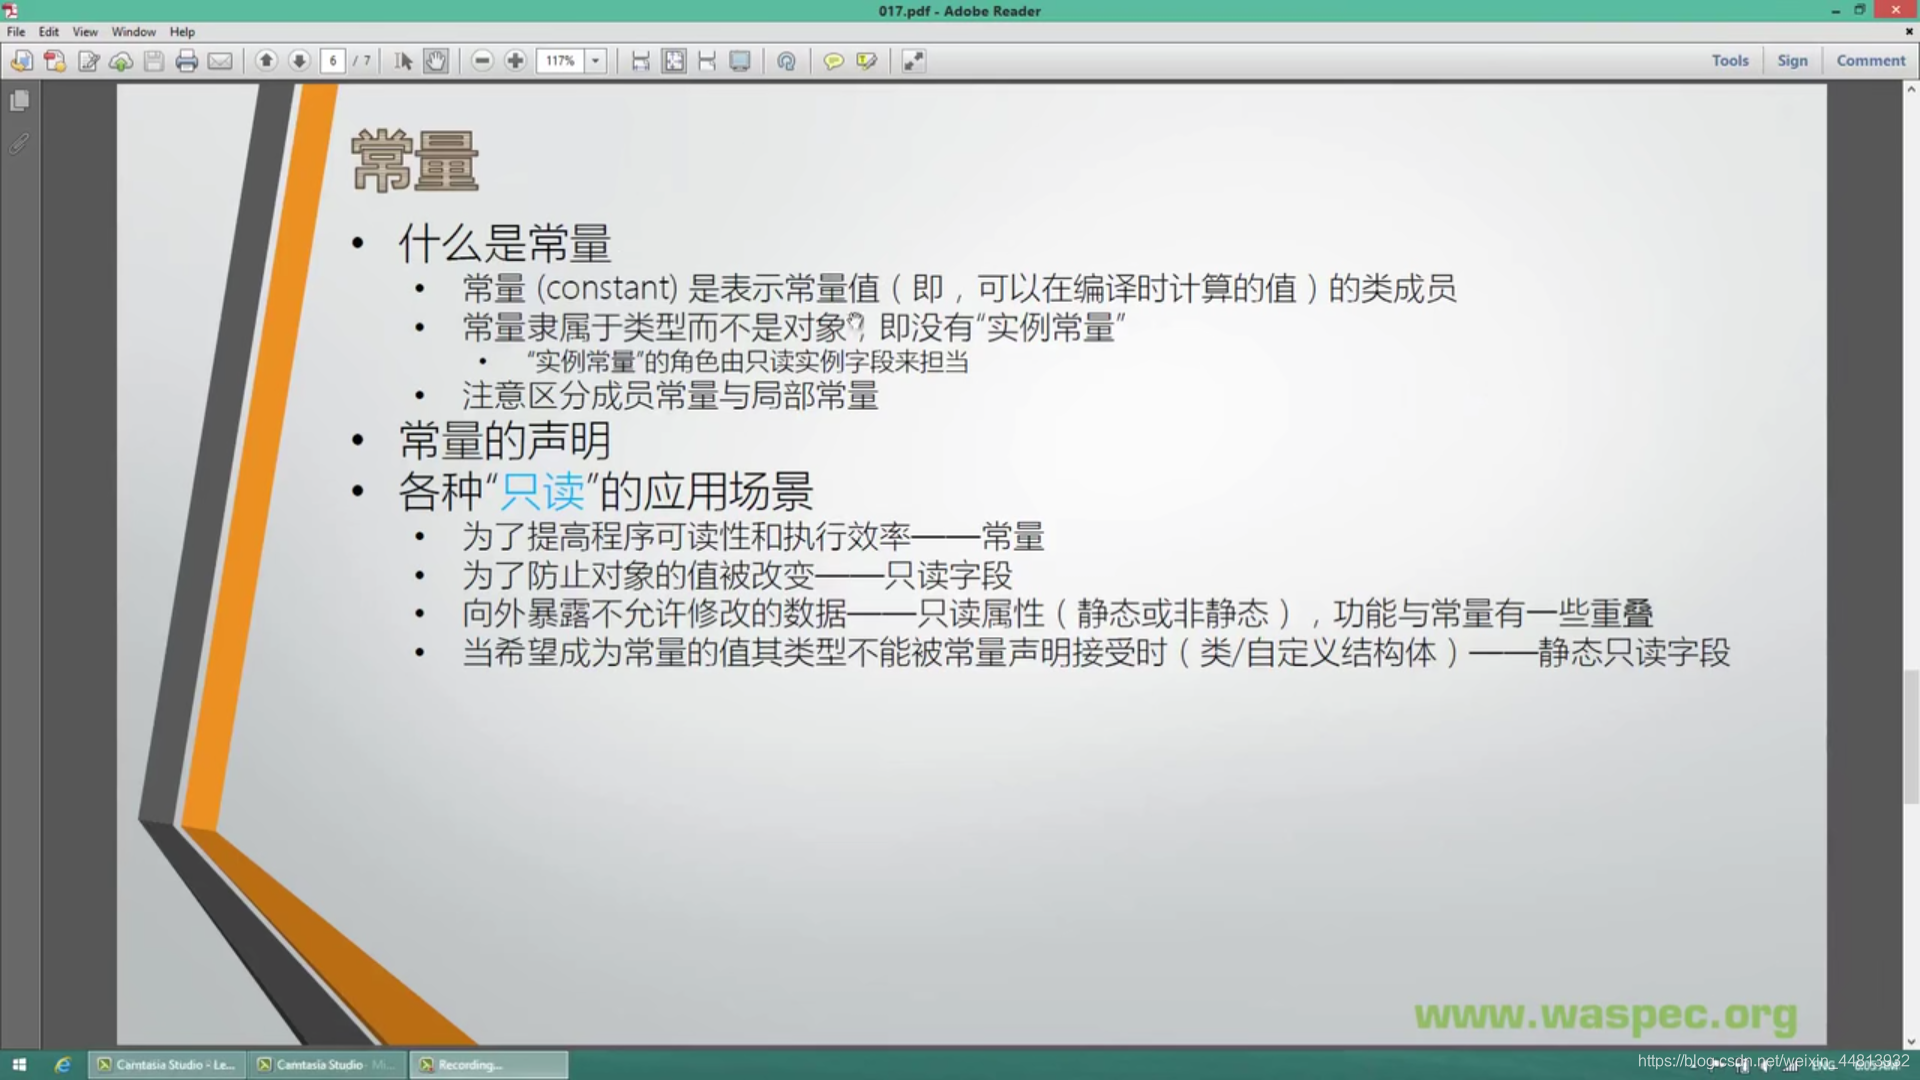 017.pdf - Adobe Reader
File Edit View Window Help
6 / 7 117% Tools Sign Comment
常量
• 什么是常量
• 常量 (constant) 是表示常量值（即，可以在编译时计算的值）的类成员
• 常量隶属于类型而不是对象，即没有“实例常量”
• “实例常量”的角色由只读实例字段来担当
• 注意区分成员常量与局部常量
• 常量的声明
• 各种“只读”的应用场景
• 为了提高程序可读性和执行效率——常量
• 为了防止对象的值被改变——只读字段
• 向外暴露不允许修改的数据——只读属性（静态或非静态），功能与常量有一些重叠
• 当希望成为常量的值其类型不能被常量声明接受时（类/自定义结构体）——静态只读字段
www.waspec.org
Camtasia Studio - Le... Camtasia Studio - Mi... Recording...
https://blog.csdn.net/weixin_44813932
ENG